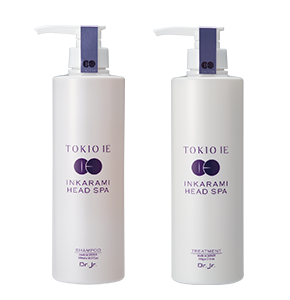 TOKIO IE
INKARAMI
HEAD SPA
SHAMPOO
Dr. Jr.
TOKIO IE
INKARAMI
HEAD SPA
TREATMENT
Dr. Jr.